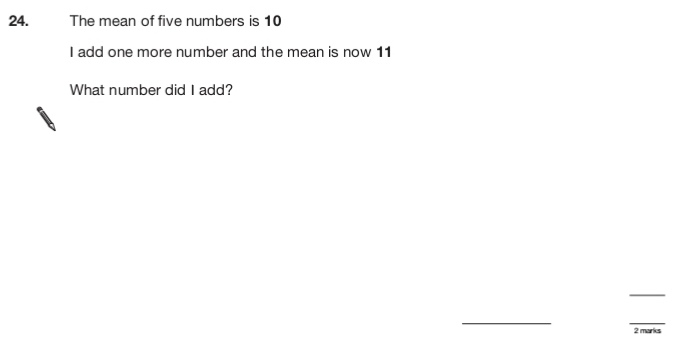 24. The mean of five numbers is 10
I add one more number and the mean is now 11
What number did I add?
2 marks